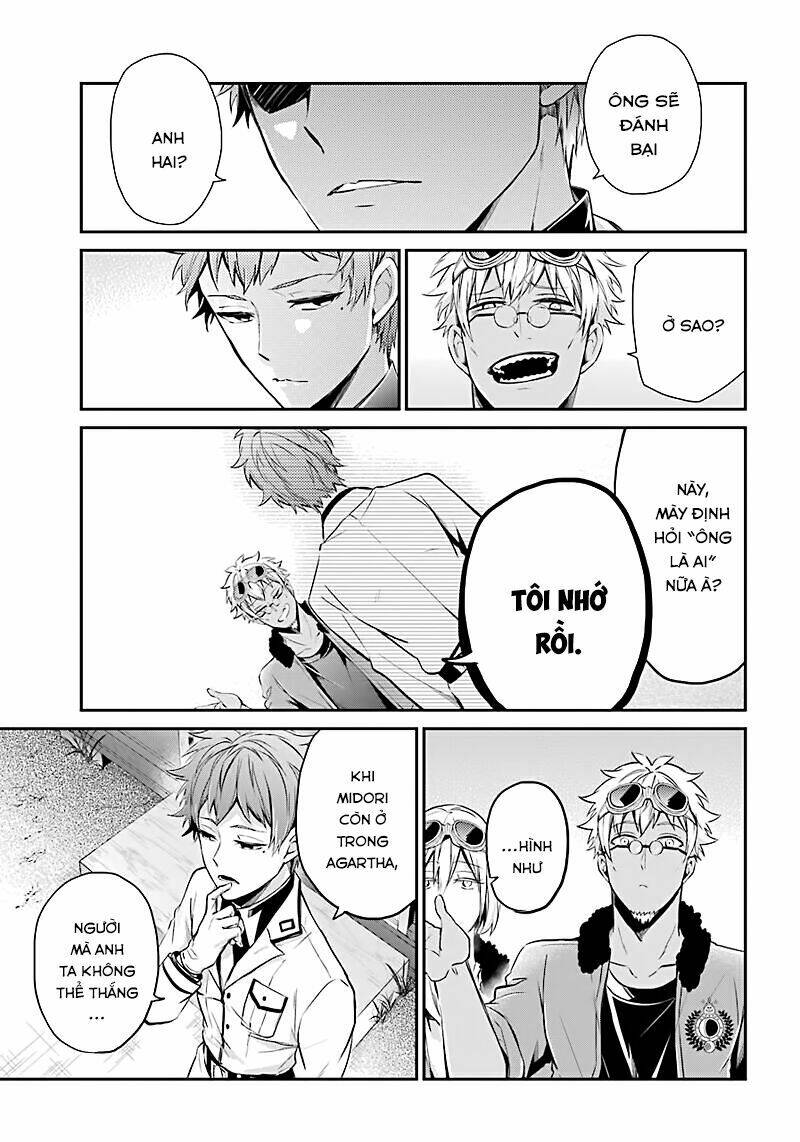 ÔNG SẼ
ĐÁNH
BẠI
ANH
HAI?
Ở SAO?
NÀY,
MÀY ĐỊNH
HỎI “ÔNG
LÀ AI”
NỮA À?
TÔI NHỚ
RỒI.
...HÌNH
NHƯ
KHI
MIDORI
CÒN Ở
TRONG
AGARTHA,
NGƯỜI
MÀ ANH
TA KHÔNG
THỂ THẮNG
...